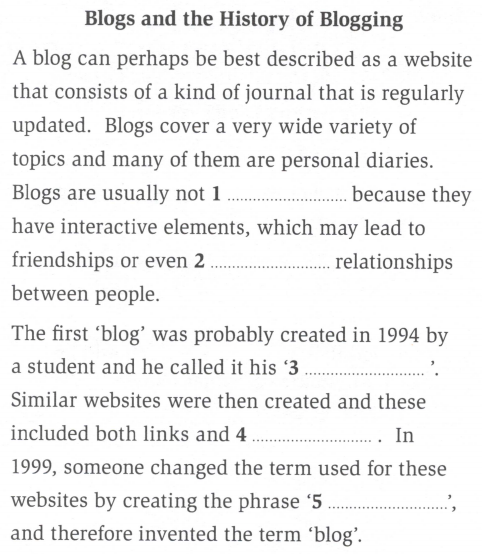 Blogs and the History of Blogging
A blog can perhaps be best described as a website
that consists of a kind of journal that is regularly
updated. Blogs cover a very wide variety of
topics and many of them are personal diaries.
Blogs are usually not 1 .............................. because they
have interactive elements, which may lead to
friendships or even 2 .............................. relationships
between people.
The first ‘blog’ was probably created in 1994 by
a student and he called it his ‘3 .............................. ’.
Similar websites were then created and these
included both links and 4 .............................. . In
1999, someone changed the term used for these
websites by creating the phrase ‘5 ..............................’,
and therefore invented the term ‘blog’.